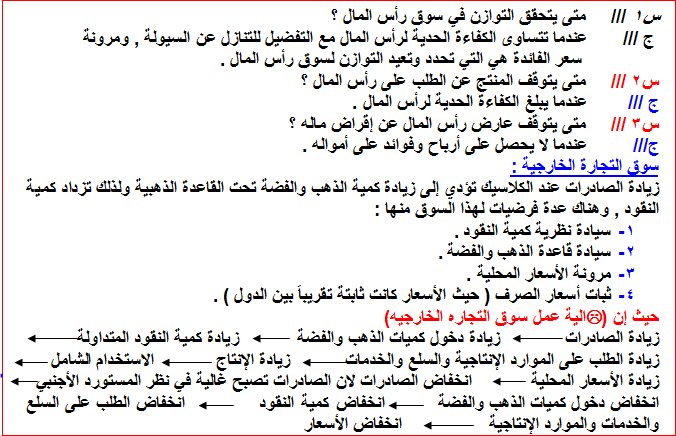 س١ /// متى يتحقق التوازن في سوق رأس المال ؟
ج /// عندما تتساوى الكفاءة الحدية لرأس المال مع التفضيل للتنازل عن السيولة , ومرونة
سعر الفائدة هي التي تحدد وتعيد التوازن لسوق رأس المال .
س٢ /// متى يتوقف المنتج عن الطلب على رأس المال ؟
ج /// عندما يبلغ الكفاءة الحدية لرأس المال .
س٣ /// متى يتوقف عارض رأس المال عن إقراض ماله ؟
ج/// عندما لا يحصل على أرباح وفوائد على أمواله .
سوق التجارة الخارجية :
زيادة الصادرات عند الكلاسيك تؤدي إلى زيادة كمية الذهب والفضة تحت القاعدة الذهبية ولذلك تزداد كمية
النقود , وهناك عدة فرضيات لهذا السوق منها :
١- سيادة نظرية كمية النقود .
٢- سيادة قاعدة الذهب والفضة .
٣- مرونة الأسعار المحلية .
٤- ثبات أسعار الصرف ( حيث الأسعار كانت ثابتة تقريباً بين الدول ) .
حيث إن (☹الية عمل سوق التجاره الخارجيه)
زيادة الصادرات ← زيادة دخول كميات الذهب والفضة ← زيادة كمية النقود المتداولة ←
زيادة الطلب على الموارد الإنتاجية والسلع والخدمات ← زيادة الإنتاج ← الاستخدام الشامل ←
زيادة الأسعار المحلية ← انخفاض الصادرات لان الصادرات تصبح غالية في نظر المستورد الأجنبي ←
انخفاض دخول كميات الذهب والفضة ← انخفاض كمية النقود ← انخفاض الطلب على السلع
والخدمات والموارد الإنتاجية ← انخفاض الأسعار